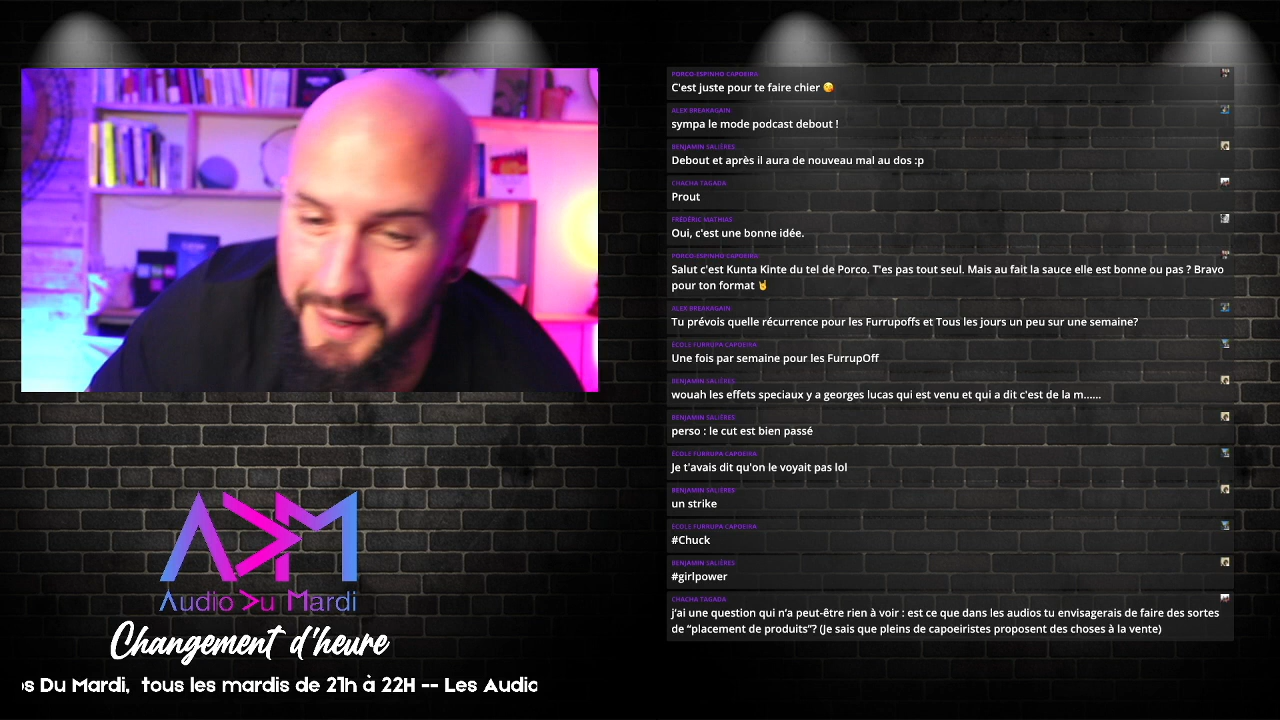 PORCO-ESPINHO CAPOEIRA
C'est juste pour te faire chier 😘
ALEX BREAKAGAIN
sympa le mode podcast debout !
BENJAMIN SALIÈRES
Debout et après il aura de nouveau mal au dos :p
CHACHA TAGADA
Prout
FRÉDÉRIC MATHIAS
Oui, c'est une bonne idée.
PORCO-ESPINHO CAPOEIRA
Salut c'est Kunta Kinte du tel de Porco. T'es pas tout seul. Mais au fait la sauce elle est bonne ou pas ? Bravo
pour ton format 🤘
ALEX BREAKAGAIN
Tu prévois quelle récurrence pour les Furrupoffs et Tous les jours un peu sur une semaine?
ÉCOLE FURRUPA CAPOEIRA
Une fois par semaine pour les FurrupOff
BENJAMIN SALIÈRES
wouah les effets speciaux y a georges lucas qui est venu et qui a dit c'est de la m......
BENJAMIN SALIÈRES
perso : le cut est bien passé
ÉCOLE FURRUPA CAPOEIRA
Je t'avais dit qu'on le voyait pas lol
BENJAMIN SALIÈRES
un strike
ÉCOLE FURRUPA CAPOEIRA
#Chuck
BENJAMIN SALIÈRES
#girlpower
CHACHA TAGADA
j’ai une question qui n’a peut-être rien à voir : est ce que dans les audios tu envisagerais de faire des sortes
de “placement de produits”? (Je sais que pleins de capoeiristes proposent des choses à la vente)
ADM
Audio Du Mardi
Changement d'heure
s Du Mardi, tous les mardis de 21h à 22H -- Les Audio